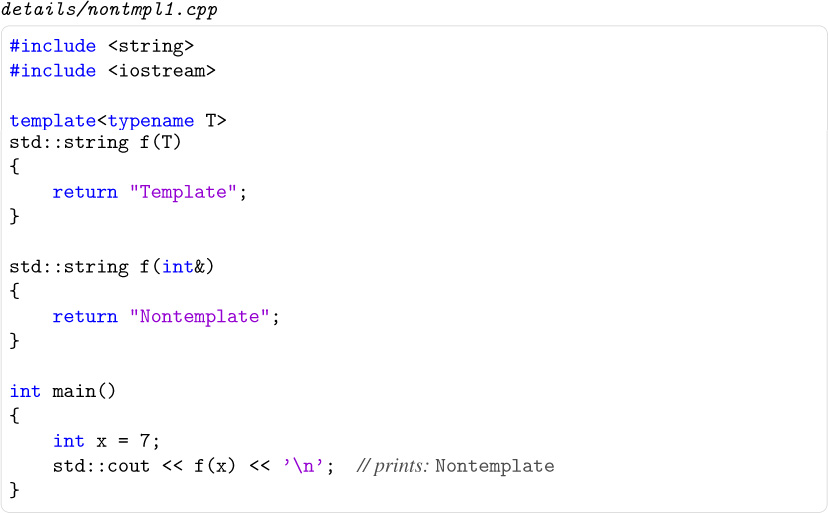 details/nontmpl1.cpp
#include <string>
#include <iostream>
template<typename T>
std::string f(T)
{
    return "Template";
}
std::string f(int&)
{
    return "Nontemplate";
}
int main()
{
    int x = 7;
    std::cout << f(x) << ’\n’;  // prints: Nontemplate
}